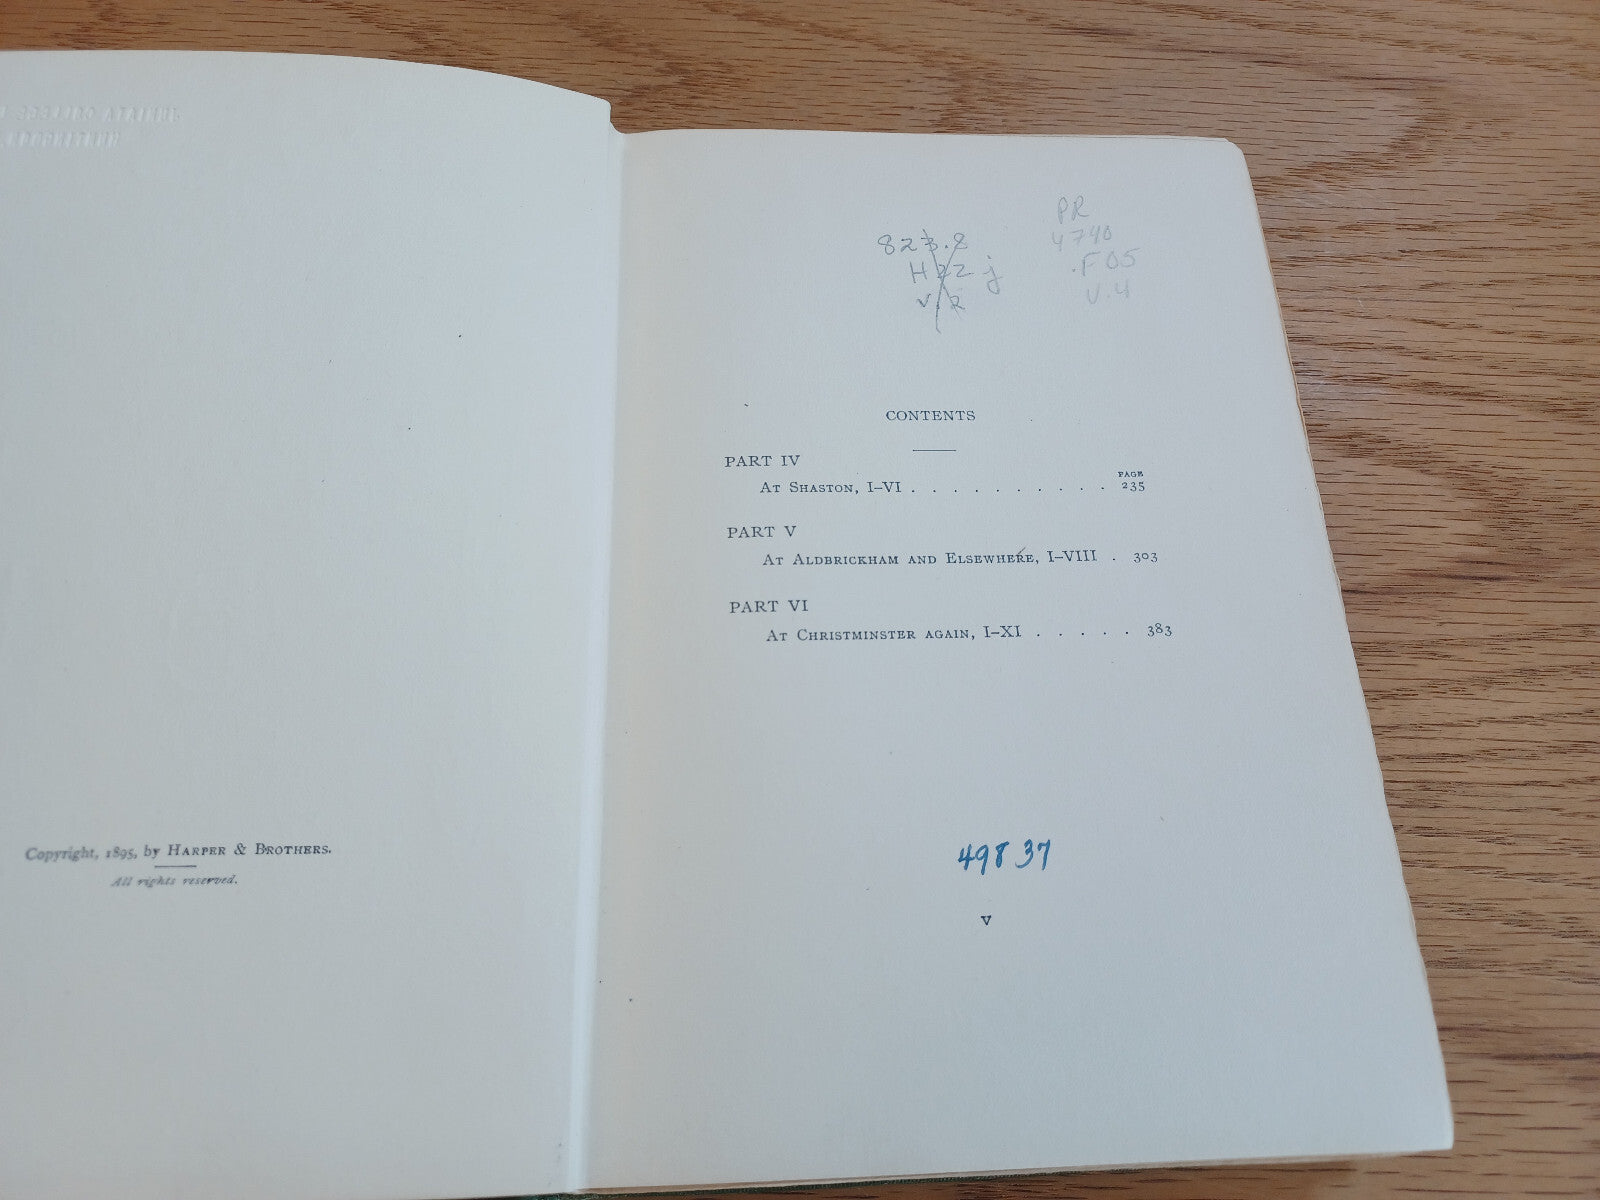 Copyright, 1895, by HARPER & BROTHERS.
All rights reserved.
823.8
H22 j
v.2
PR
4740
.F05
V.4
CONTENTS
PART IV
PAGE
AT SHASTON, I–VI . . . . . . . . . . 235
PART V
AT ALDBRICKHAM AND ELSEWHERE, I–VIII . 303
PART VI
AT CHRISTMINSTER AGAIN, I–XI . . . . . 383
49837
v